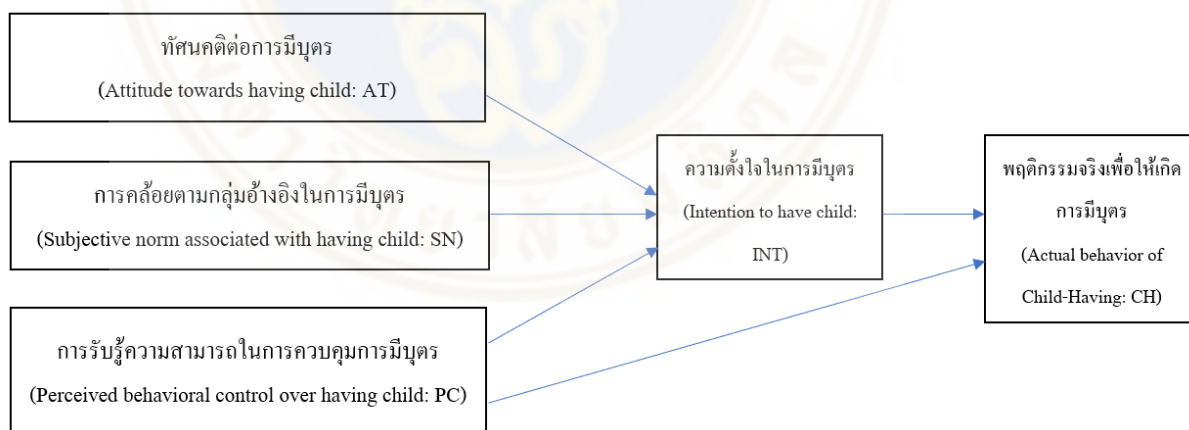 ทัศนคติต่อการมีบุตร
(Attitude towards having child: AT)
การคล้อยตามกลุ่มอ้างอิงในการมีบุตร
(Subjective norm associated with having child: SN)
การรับรู้ความสามารถในการควบคุมการมีบุตร
(Perceived behavioral control over having child: PC)
ความตั้งใจในการมีบุตร
(Intention to have child:
INT)
พฤติกรรมจริงเพื่อให้เกิด
การมีบุตร
(Actual behavior of
Child-Having: CH)